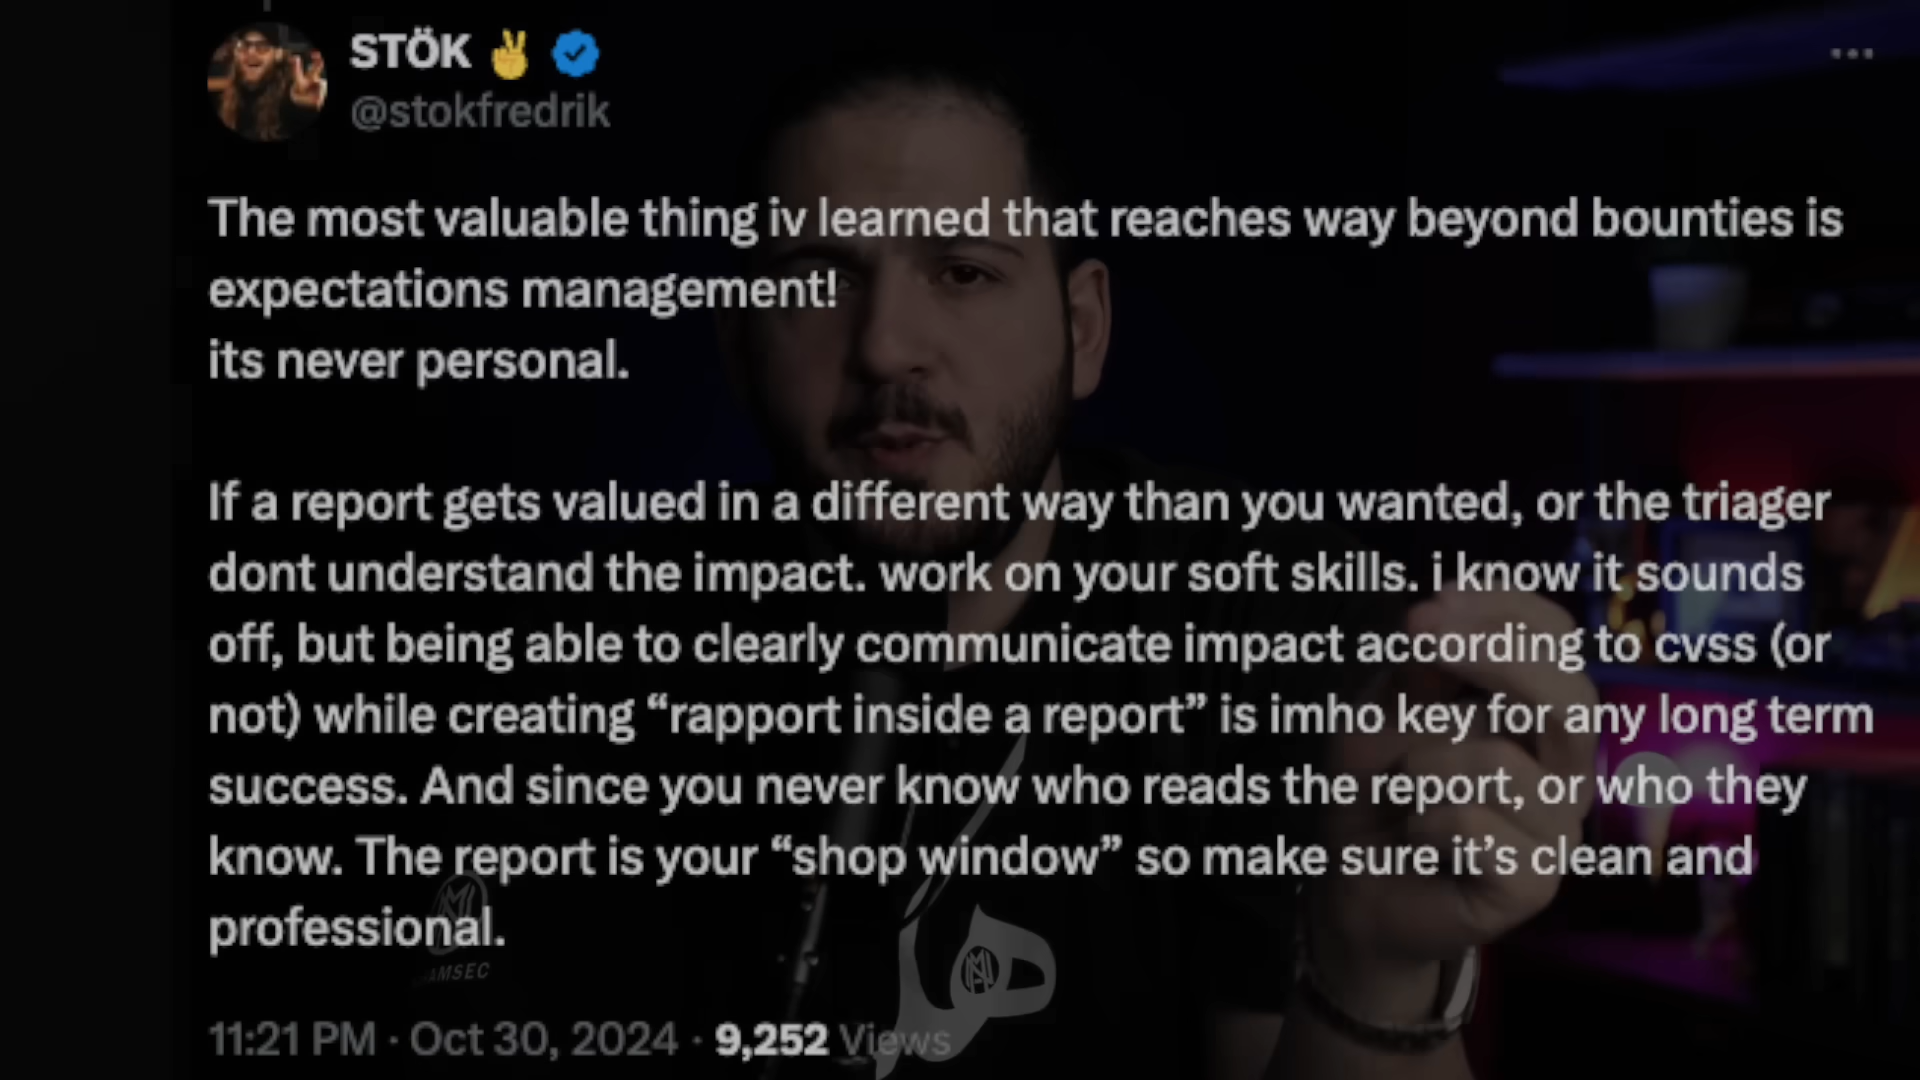 STÖK ✌️
@stokfredrik
The most valuable thing iv learned that reaches way beyond bounties is
expectations management!
its never personal.
If a report gets valued in a different way than you wanted, or the triager
dont understand the impact. work on your soft skills. i know it sounds
off, but being able to clearly communicate impact according to cvss (or
not) while creating “rapport inside a report” is imho key for any long term
success. And since you never know who reads the report, or who they
know. The report is your “shop window” so make sure it’s clean and
professional.
11:21 PM · Oct 30, 2024 · 9,252 Views